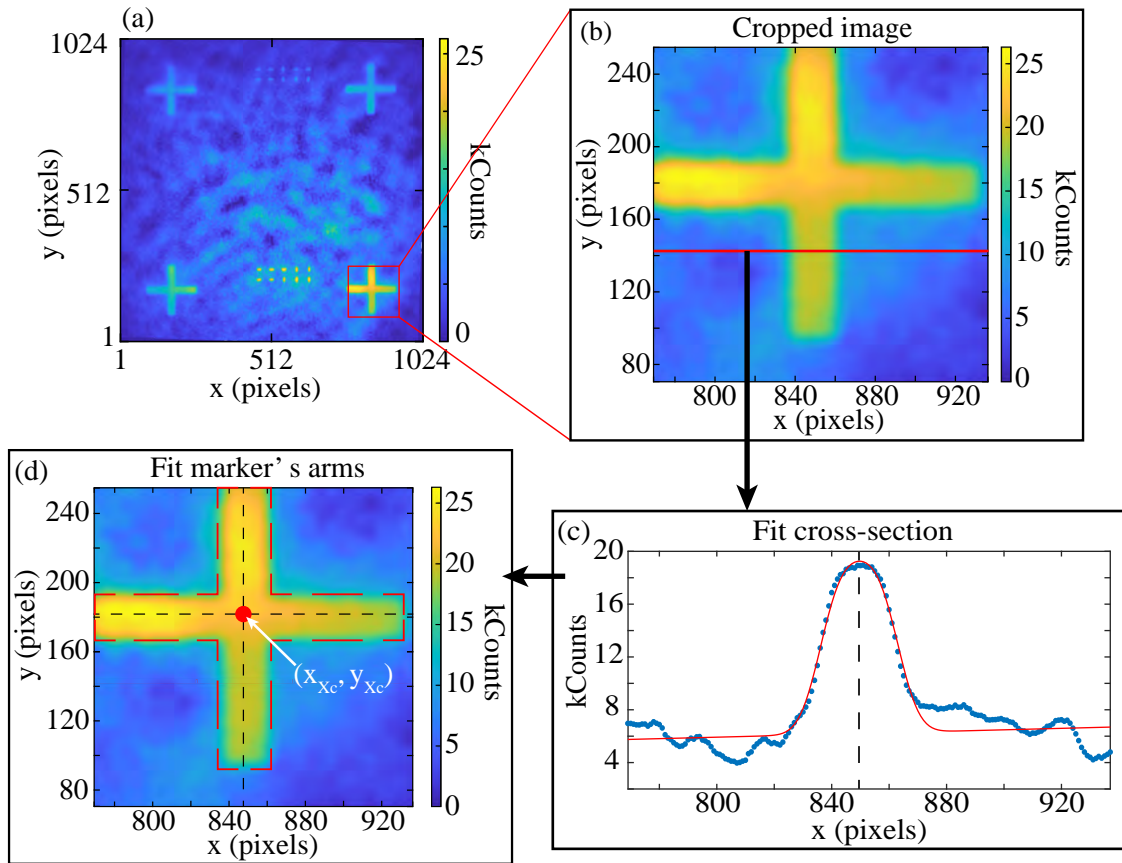 (a)
1024
512
1
1
512
1024
x (pixels)
y (pixels)
25
0
kCounts
(b)
Cropped image
240
200
160
120
80
800
840
880
920
x (pixels)
y (pixels)
25
20
15
10
5
0
kCounts
(d)
Fit marker’ s arms
240
200
160
120
80
(x_Xc, y_Xc)
800
840
880
920
x (pixels)
y (pixels)
25
20
15
10
5
0
kCounts
(c)
Fit cross-section
20
16
12
8
4
kCounts
800
840
880
920
x (pixels)